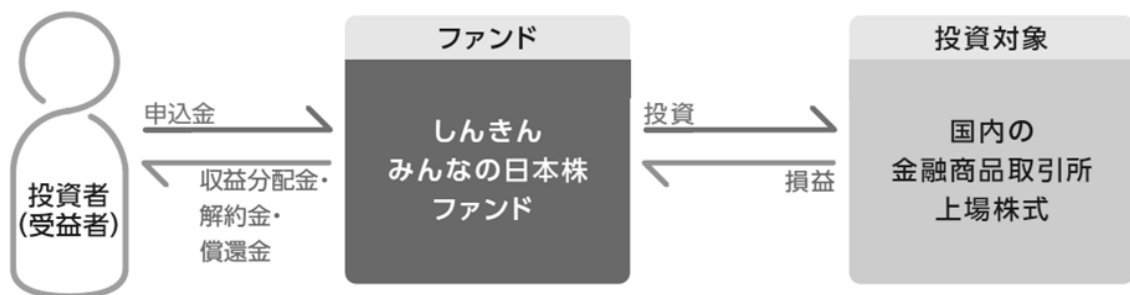 投資者
(受益者)
申込金
収益分配金・
解約金・
償還金
ファンド
しんきん
みんなの日本株
ファンド
投資
損益
投資対象
国内の
金融商品取引所
上場株式